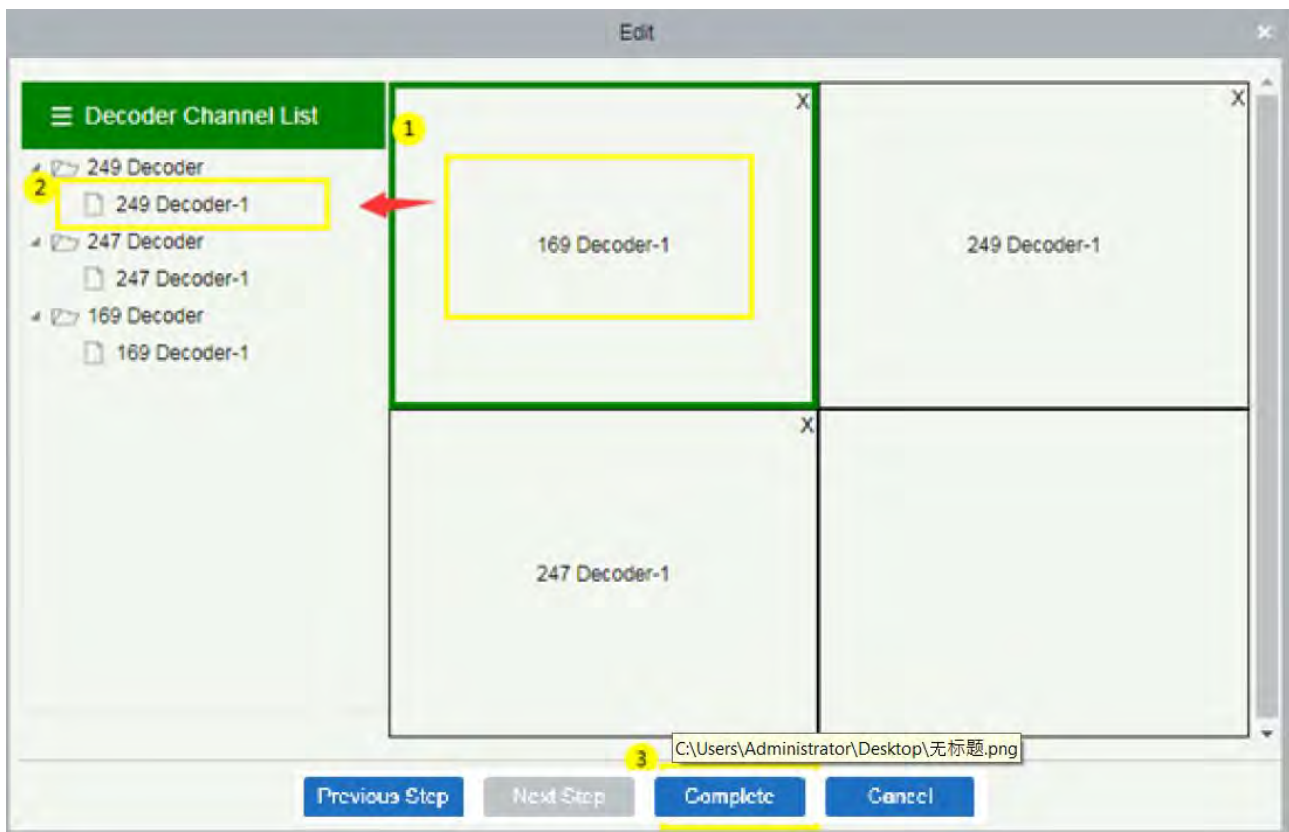 Edit
Decoder Channel List
X
X
1
249 Decoder
2
249 Decoder-1
247 Decoder
169 Decoder-1
249 Decoder-1
247 Decoder-1
169 Decoder
169 Decoder-1
X
247 Decoder-1
C:\Users\Administrator\Desktop\无标题.png
3
Previous Step
Next Step
Complete
Cancel